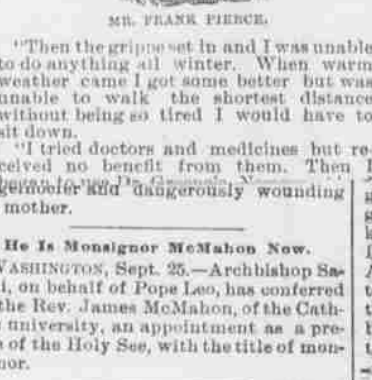 MR. FRANK PIERCE.
"Then the grippe set in and I was unable
to do anything all winter. When warm
weather came I got some better but was
unable to walk the shortest distance
without being so tired I would have to
sit down.
"I tried doctors and medicines but re-
ceived no benefit from them. Then I
and dangerously wounding
mother.
He Is Monsignor McMahon Now.
WASHINGTON, Sept. 25.—Archbishop Sa-
i, on behalf of Pope Leo, has conferred
the Rev. James McMahon, of the Cath-
university, an appointment as a pre-
e of the Holy See, with the title of mon-
nor.